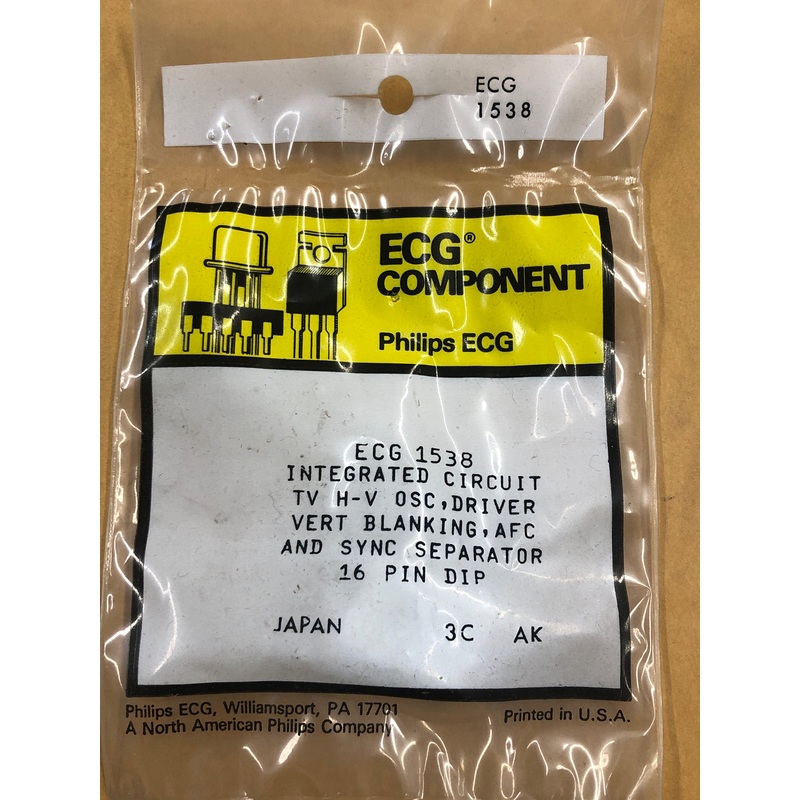 ECG
1538
ECG®
COMPONENT
Philips ECG
ECG 1538
INTEGRATED CIRCUIT
TV H-V OSC,DRIVER
VERT BLANKING,AFC
AND SYNC SEPARATOR
16 PIN DIP
JAPAN 3C AK
Philips ECG, Williamsport, PA 17701
A North American Philips Company
Printed in U.S.A.